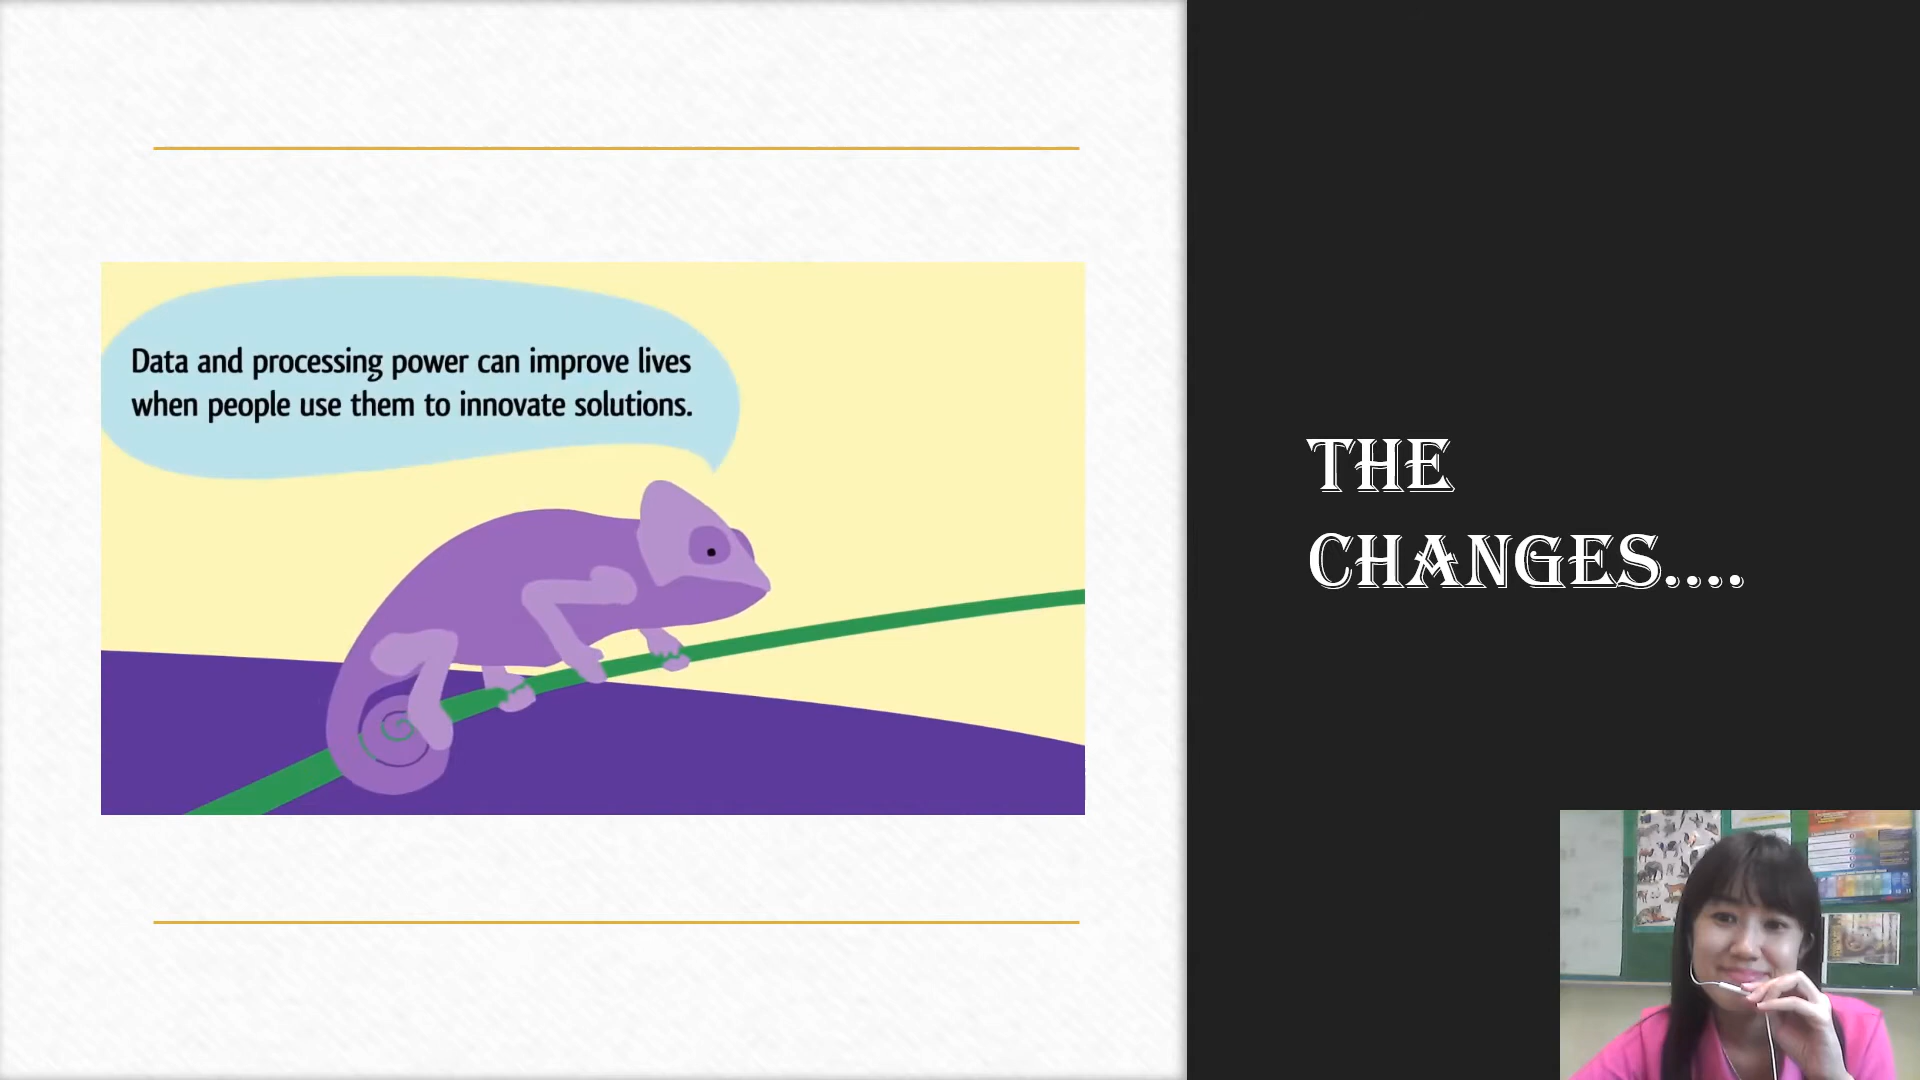 Data and processing power can improve lives
when people use them to innovate solutions.
THE
CHANGES....